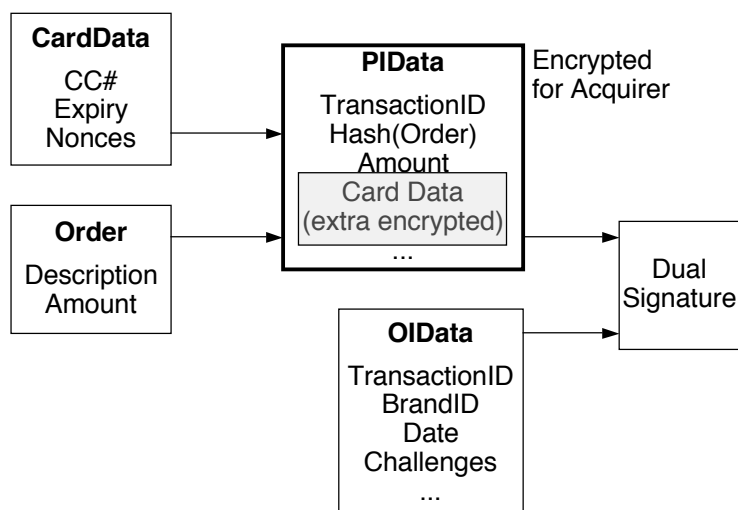 CardData
CC#
Expiry
Nonces
PIData
TransactionID
Hash(Order)
Amount
Card Data
(extra encrypted)
...
Encrypted
for Acquirer
Order
Description
Amount
Dual
Signature
OIData
TransactionID
BrandID
Date
Challenges
...